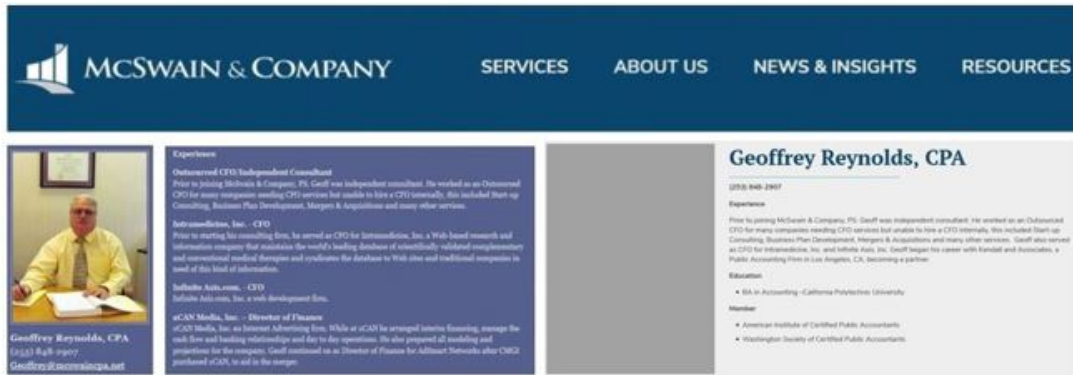 McSwain & Company
SERVICES
ABOUT US
NEWS & INSIGHTS
RESOURCES
Geoffrey Reynolds, CPA
(253) 848-2907
Geoffrey@mcswaincpa.net
Experience
Outsourced CFO/Independent Consultant
Prior to joining McSwain & Company, PS, Geoff was independent consultant. He worked as an Outsourced
CFO for many companies needing CFO services but unable to hire a CFO internally, this included Start-up
Consulting, Business Plan Development, Mergers & Acquisitions and many other services.
Intramedicine, Inc. - CFO
Prior to starting his consulting firm, he served as CFO for Intramedicine, Inc. a Web-based research and
information company that maintains the world's leading database of scientifically validated complementary
and conventional medical therapies and syndicates the database to Web sites and traditional companies in
need of this kind of information.
Infinite Axis.com, - CFO
Infinite Axis.com, Inc. a web development firm.
uCAN Media, Inc. – Director of Finance
uCAN Media, Inc. an Internet Advertising firm. While at uCAN he arranged interim financing, manage the
cash flow and banking relationships and day to day operations. He also prepared all modeling and
projections for the company. Geoff continued on as Director of Finance for AdSmart Networks after CMGI
purchased uCAN, to aid in the merger.
Geoffrey Reynolds, CPA
(253) 848-2907
Experience
Prior to joining McSwain & Company, PS, Geoff was independent consultant. He worked as an Outsourced
CFO for many companies needing CFO services but unable to hire a CFO internally, this included Start-up
Consulting, Business Plan Development, Mergers & Acquisitions and many other services. Geoff also served
as CFO for Intramedicine, Inc. and Infinite Axis, Inc. Geoff began his career with Kendall and Associates, a
Public Accounting Firm in Los Angeles, CA, becoming a partner.
Education
• BA in Accounting -California Polytechnic University
Member
• American Institute of Certified Public Accountants
• Washington Society of Certified Public Accountants